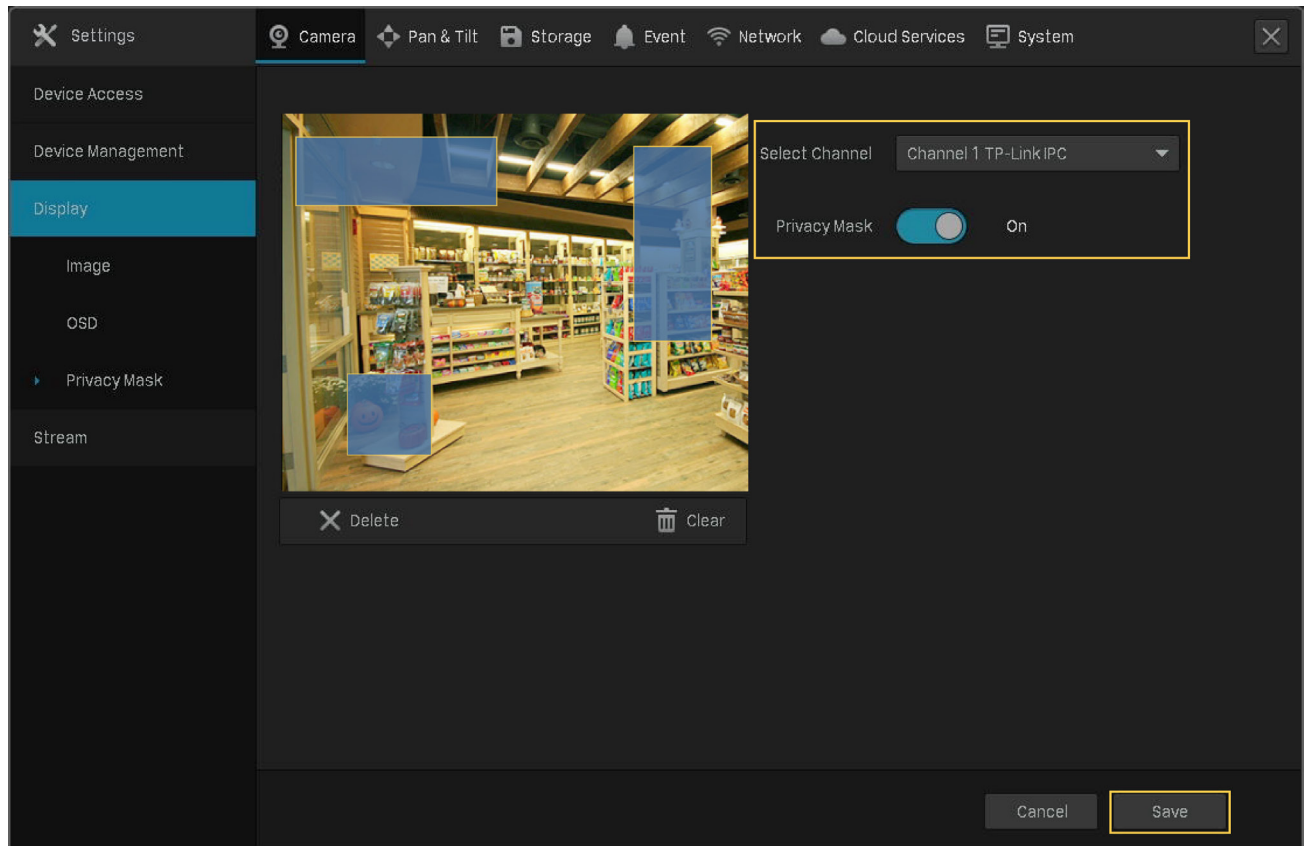 Settings
Camera
Pan & Tilt
Storage
Event
Network
Cloud Services
System
Device Access
Device Management
Display
Image
OSD
Privacy Mask
Stream
Select Channel
Channel 1 TP-Link IPC
Privacy Mask
On
Delete
Clear
Cancel
Save